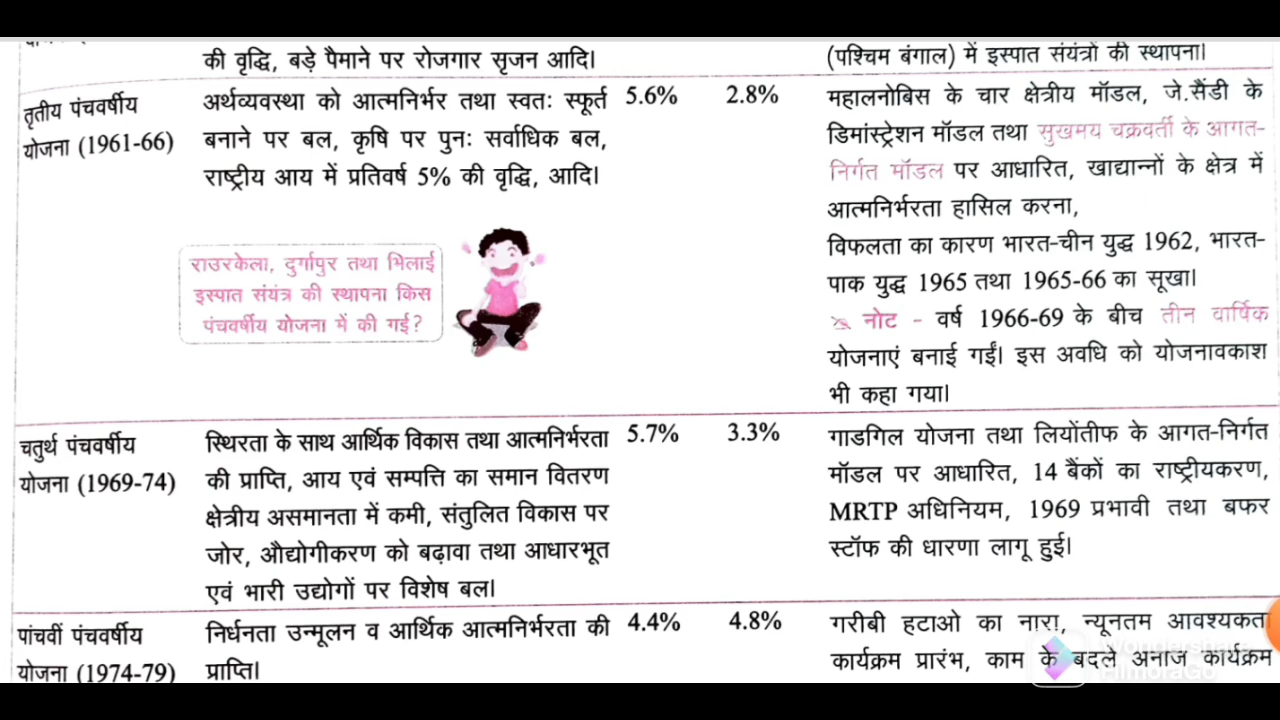 की वृद्धि, बड़े पैमाने पर रोजगार सृजन आदि।
(पश्चिम बंगाल) में इस्पात संयंत्रों की स्थापना।
तृतीय पंचवर्षीय
योजना (1961-66)
अर्थव्यवस्था को आत्मनिर्भर तथा स्वतः स्फूर्त
बनाने पर बल, कृषि पर पुनः सर्वाधिक बल,
राष्ट्रीय आय में प्रतिवर्ष 5% की वृद्धि, आदि।
5.6%
2.8%
महालनोबिस के चार क्षेत्रीय मॉडल, जे.सैंडी के
डिमांस्ट्रेशन मॉडल तथा सुखमय चक्रवर्ती के आगत-
निर्गत मॉडल पर आधारित, खाद्यान्नों के क्षेत्र में
आत्मनिर्भरता हासिल करना,
विफलता का कारण भारत-चीन युद्ध 1962, भारत-
पाक युद्ध 1965 तथा 1965-66 का सूखा।
नोट - वर्ष 1966-69 के बीच तीन वार्षिक
योजनाएं बनाई गईं। इस अवधि को योजनावकाश
भी कहा गया।
राउरकेला, दुर्गापुर तथा भिलाई
इस्पात संयंत्र की स्थापना किस
पंचवर्षीय योजना में की गई?
चतुर्थ पंचवर्षीय
योजना (1969-74)
स्थिरता के साथ आर्थिक विकास तथा आत्मनिर्भरता
की प्राप्ति, आय एवं सम्पत्ति का समान वितरण
क्षेत्रीय असमानता में कमी, संतुलित विकास पर
जोर, औद्योगीकरण को बढ़ावा तथा आधारभूत
एवं भारी उद्योगों पर विशेष बल।
5.7%
3.3%
गाडगिल योजना तथा लियोंतीफ के आगत-निर्गत
मॉडल पर आधारित, 14 बैंकों का राष्ट्रीयकरण,
MRTP अधिनियम, 1969 प्रभावी तथा बफर
स्टॉफ की धारणा लागू हुई।
पांचवीं पंचवर्षीय
योजना (1974-79)
निर्धनता उन्मूलन व आर्थिक आत्मनिर्भरता की
प्राप्ति।
4.4%
4.8%
गरीबी हटाओ का नारा, न्यूनतम आवश्यकता
कार्यक्रम प्रारंभ, काम के बदले अनाज कार्यक्रम
Wondershare
FilmoraGo